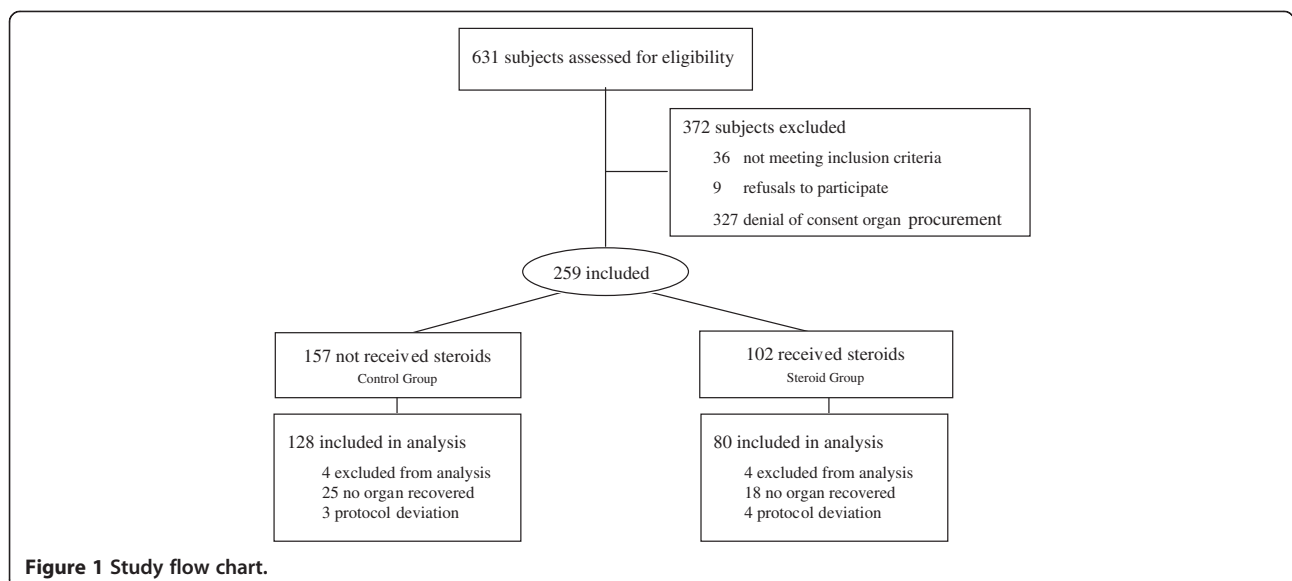 631 subjects assessed for eligibility
372 subjects excluded
36 not meeting inclusion criteria
9 refusals to participate
327 denial of consent organ procurement
259 included
157 not received steroids
Control Group
102 received steroids
Steroid Group
128 included in analysis
4 excluded from analysis
25 no organ recovered
3 protocol deviation
80 included in analysis
4 excluded from analysis
18 no organ recovered
4 protocol deviation
Figure 1 Study flow chart.